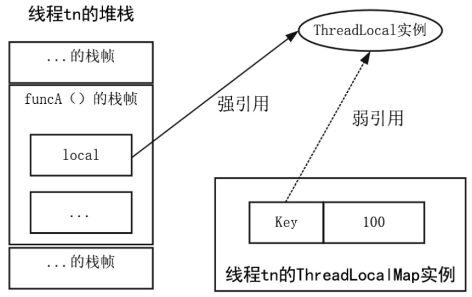 线程tn的堆栈
...的栈帧
funcA（）的栈帧
local
...
...的栈帧
ThreadLocal实例
强引用
弱引用
Key
100
线程tn的ThreadLocalMap实例